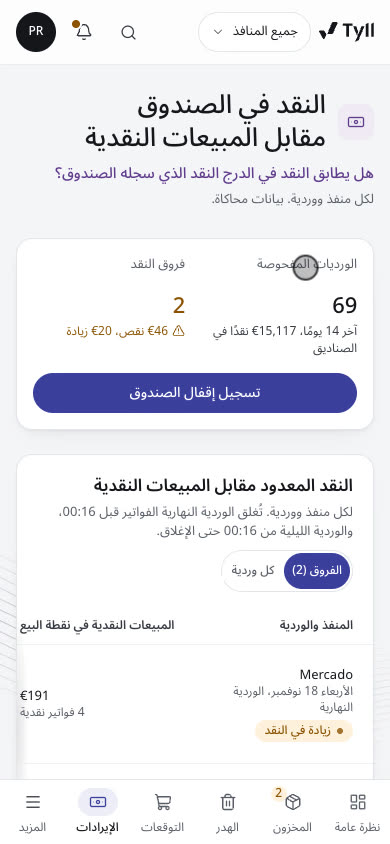 Tyll
جميع المنافذ
PR
النقد في الصندوق
مقابل المبيعات النقدية
هل يطابق النقد في الدرج النقد الذي سجله الصندوق؟
لكل منفذ ووردية. بيانات محاكاة.
الورديات المفحوصة
69
آخر 14 يومًا، €15,117 نقدًا في
الصناديق
فروق النقد
2
€46 نقص، €20 زيادة
تسجيل إقفال الصندوق
النقد المعدود مقابل المبيعات النقدية
لكل منفذ ووردية. تُغلق الوردية النهارية الفواتير قبل 00:16،
والوردية الليلية من 00:16 حتى الإغلاق.
الفروق (2)
كل وردية
المنفذ والوردية
المبيعات النقدية في نقطة البيع
Mercado
الأربعاء 18 نوفمبر، الوردية
النهارية
زيادة في النقد
€191
4 فواتير نقدية
نظرة عامة
2
المخزون
الهدر
التوقعات
الإيرادات
المزيد